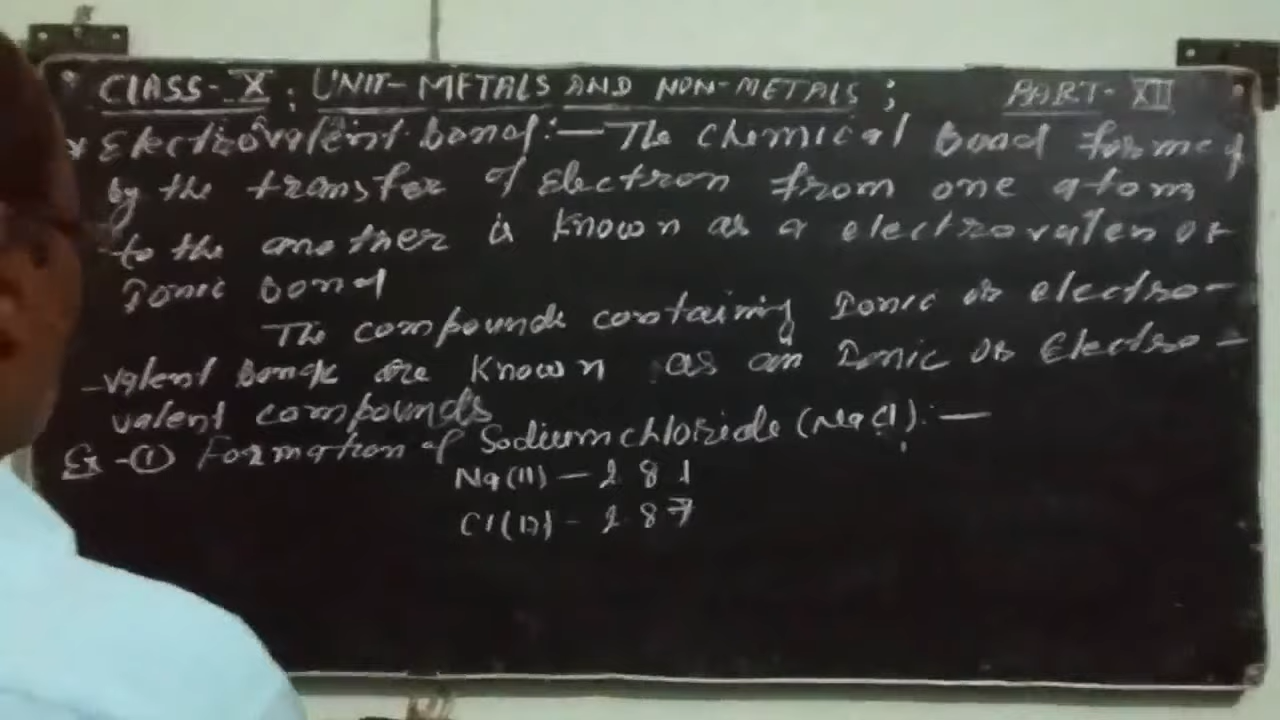 CLASS-X : UNIT-METALS AND NON-METALS ; PART-XII
* Electrovalent bond :— The Chemical Bond formed
by the transfer of Electron from one atom
to the another is known as a electrovalen or
Ionic bond
The compounds containing Ionic or electro-
-valent bonds are known as an Ionic or Electro-
valent compounds
Ex-① Formation of Sodium chloride (NaCl) :—
Na(11) — 2 8 1
Cl(17) - 2 8 7